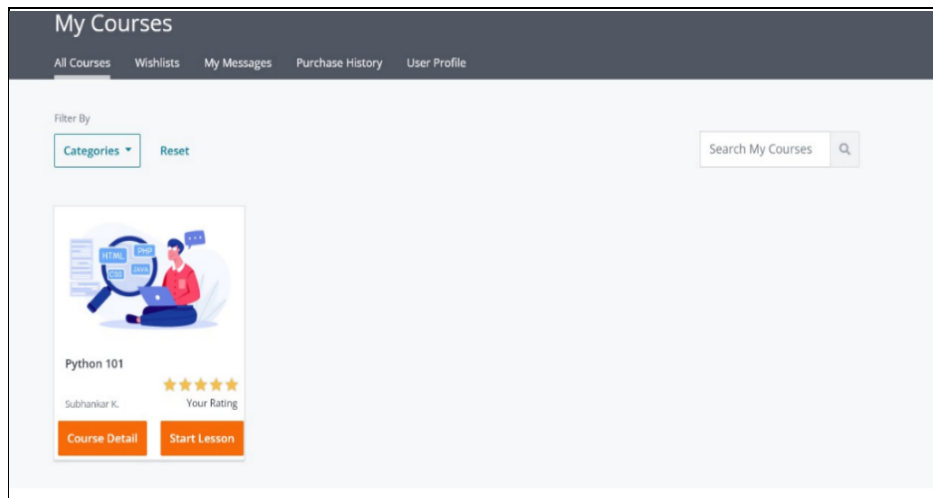 My Courses
All Courses Wishlists My Messages Purchase History User Profile
Filter By
Categories Reset
Search My Courses
HTML PHP
CSS JAVA
Python 101
Subhankar K. Your Rating
Course Detail Start Lesson